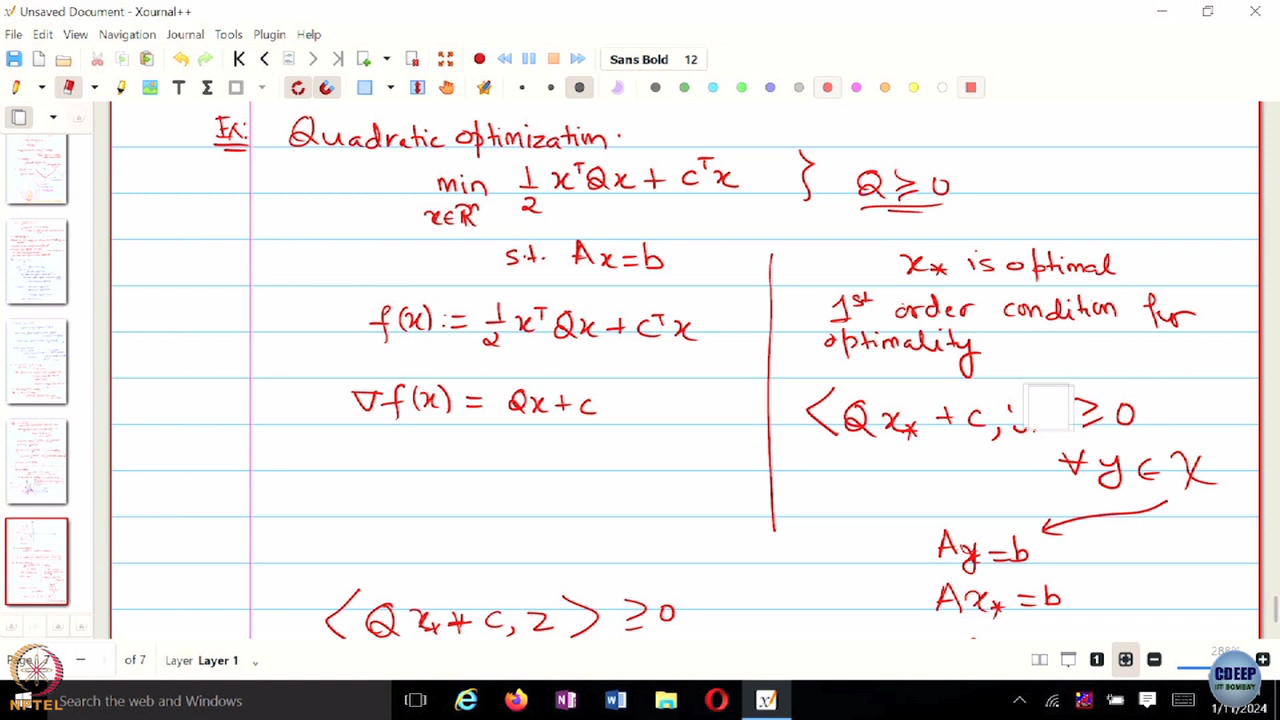 Unsaved Document - Xournal++
File Edit View Navigation Journal Tools Plugin Help
Sans Bold 12
Ex: Quadratic optimization.
min 1/2 xᵀQx + cᵀx } Q ≥ 0
x∈ℝⁿ
s.t. Ax = b
f(x) := 1/2 xᵀQx + cᵀx
∇f(x) = Qx + c
x* is optimal
1st order condition for
optimality
⟨Qx* + c, ≥ 0
∀ y ∈ X
Ay = b
Ax* = b
⟨Qx* + c, z⟩ ≥ 0
Page 7 of 7 Layer Layer 1
288%
NPTEL
CDEEP
IIT BOMBAY
Search the web and Windows
1/11/2024